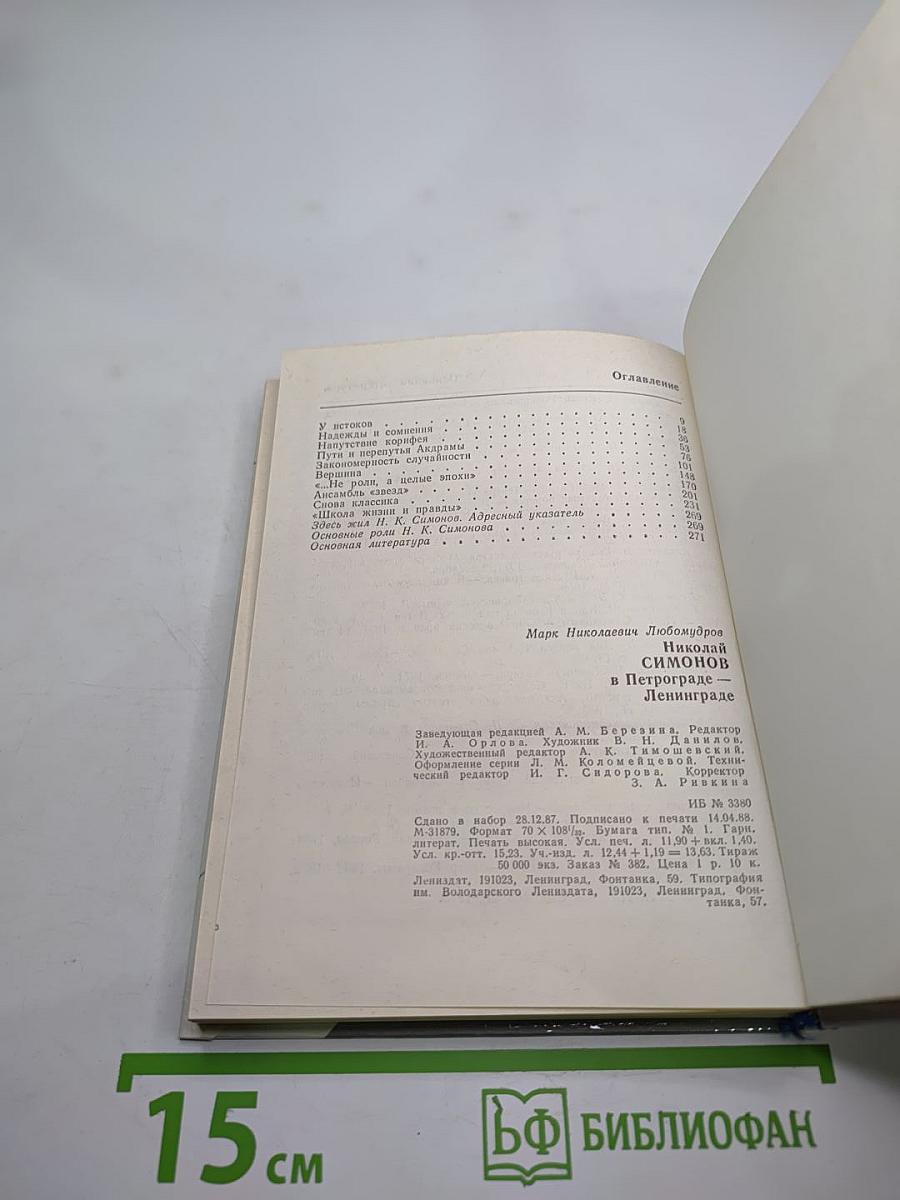 Оглавление
У истоков . . . . . . . . . . . . . . . . 9
Надежды и сомнения . . . . . . . . . . . . . 18
Напутствие корифея . . . . . . . . . . . . . 36
Пути и перепутья Акдрамы . . . . . . . . . . . 53
Закономерность случайности . . . . . . . . . . 76
Вершина . . . . . . . . . . . . . . . . 101
«...Не роли, а целые эпохи» . . . . . . . . . . 148
Ансамбль «звезд» . . . . . . . . . . . . . 170
Снова классика . . . . . . . . . . . . . . 201
«Школа жизни и правды» . . . . . . . . . . . 231
Здесь жил Н. К. Симонов. Адресный указатель . . . . . 269
Основные роли Н. К. Симонова . . . . . . . . . 269
Основная литература . . . . . . . . . . . . 271
Марк Николаевич Любомудров
Николай
СИМОНОВ
в Петрограде —
Ленинграде
Заведующая редакцией А. М. Березина. Редактор
И. А. Орлова. Художник В. Н. Данилов.
Художественный редактор А. К. Тимошевский.
Оформление серии Л. М. Коломейцевой. Техни-
ческий редактор И. Г. Сидорова. Корректор
З. А. Ривкина
ИБ № 3380
Сдано в набор 28.12.87. Подписано к печати 14.04.88.
М-31879. Формат 70 × 108¹/₃₂. Бумага тип. № 1. Гарн.
литерат. Печать высокая. Усл. печ. л. 11,90 + вкл. 1,40.
Усл. кр.-отт. 15,23. Уч.-изд. л. 12,44 + 1,19 = 13,63. Тираж
50 000 экз. Заказ № 382. Цена 1 р. 10 к.
Лениздат, 191023, Ленинград, Фонтанка, 59. Типография
им. Володарского Лениздата, 191023, Ленинград, Фон-
танка, 57.
15 см
БФ БИБЛИОФАН